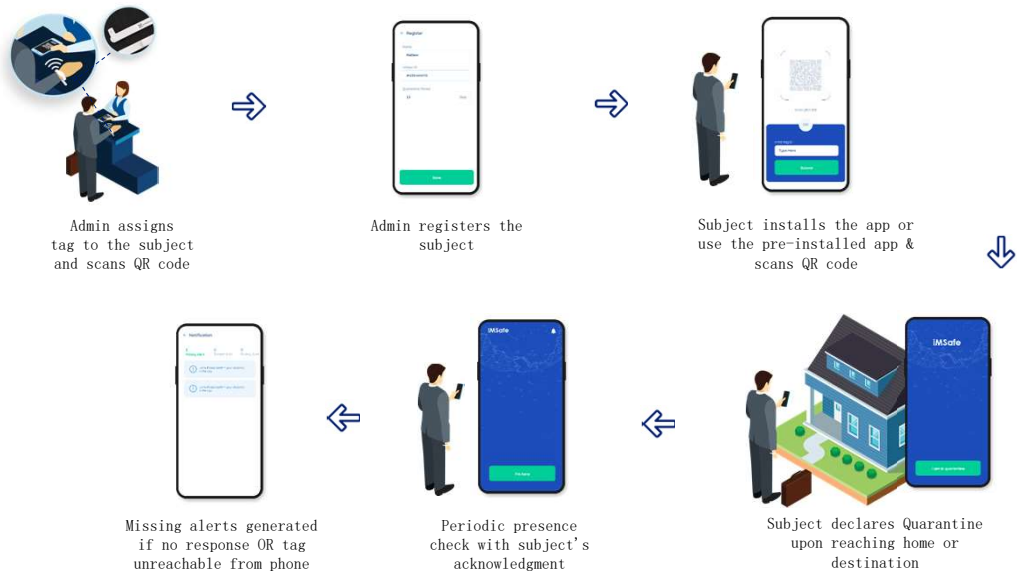 Admin assigns
tag to the subject
and scans QR code
Register
Save
Admin registers the
subject
Subject installs the app or
use the pre-installed app &
scans QR code
iMSafe
Subject declares Quarantine
upon reaching home or
destination
iMSafe
I'm here
Periodic presence
check with subject's
acknowledgment
Notification
Missing alerts generated
if no response OR tag
unreachable from phone